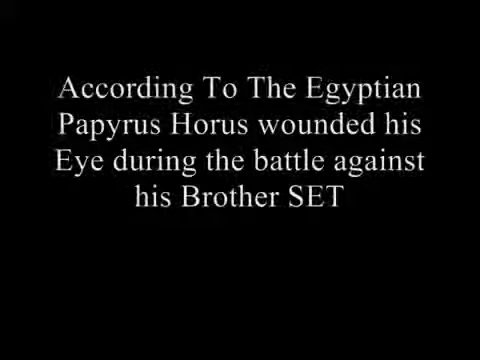 According To The Egyptian
Papyrus Horus wounded his
Eye during the battle against
his Brother SET